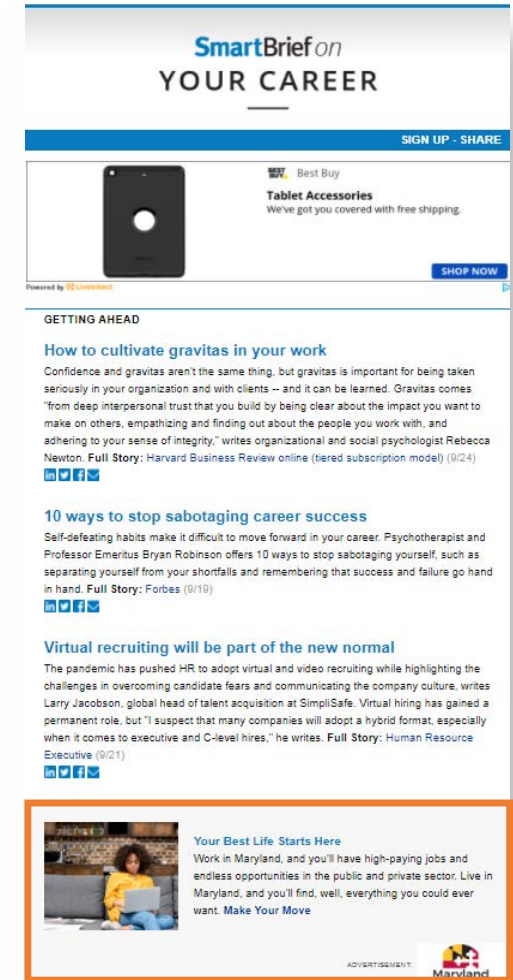 SmartBrief on
YOUR CAREER
SIGN UP - SHARE
BEST BUY. Best Buy
Tablet Accessories
We've got you covered with free shipping.
SHOP NOW
Powered by LiveIntent
GETTING AHEAD
How to cultivate gravitas in your work
Confidence and gravitas aren't the same thing, but gravitas is important for being taken
seriously in your organization and with clients -- and it can be learned. Gravitas comes
"from deep interpersonal trust that you build by being clear about the impact you want to
make on others, empathizing and finding out about the people you work with, and
adhering to your sense of integrity," writes organizational and social psychologist Rebecca
Newton. Full Story: Harvard Business Review online (tiered subscription model) (9/24)
10 ways to stop sabotaging career success
Self-defeating habits make it difficult to move forward in your career. Psychotherapist and
Professor Emeritus Bryan Robinson offers 10 ways to stop sabotaging yourself, such as
separating yourself from your shortfalls and remembering that success and failure go hand
in hand. Full Story: Forbes (9/19)
Virtual recruiting will be part of the new normal
The pandemic has pushed HR to adopt virtual and video recruiting while highlighting the
challenges in overcoming candidate fears and communicating the company culture, writes
Larry Jacobson, global head of talent acquisition at SimpliSafe. Virtual hiring has gained a
permanent role, but "I suspect that many companies will adopt a hybrid format, especially
when it comes to executive and C-level hires," he writes. Full Story: Human Resource
Executive (9/21)
Your Best Life Starts Here
Work in Maryland, and you'll have high-paying jobs and
endless opportunities in the public and private sector. Live in
Maryland, and you'll find, well, everything you could ever
want. Make Your Move
ADVERTISEMENT:
Maryland